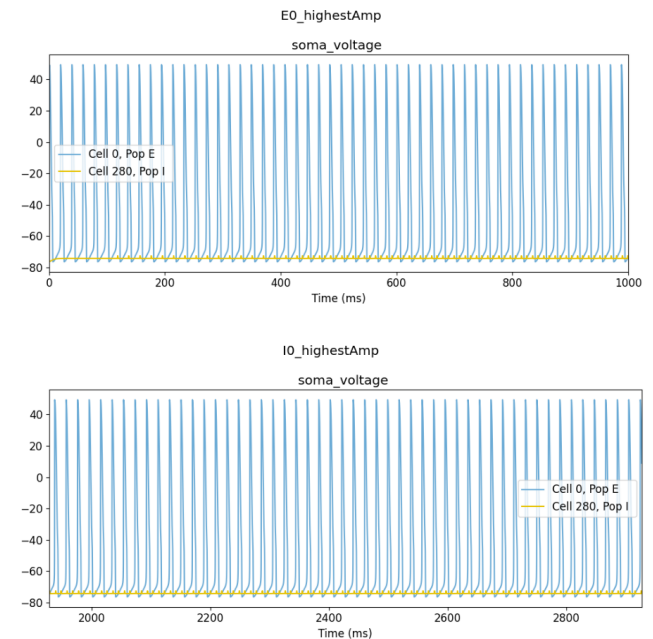 E0_highestAmp
soma_voltage
40
20
0
−20
−40
−60
−80
Cell 0, Pop E
Cell 280, Pop I
0 200 400 600 800 1000
Time (ms)
I0_highestAmp
soma_voltage
40
20
0
−20
−40
−60
−80
Cell 0, Pop E
Cell 280, Pop I
2000 2200 2400 2600 2800
Time (ms)